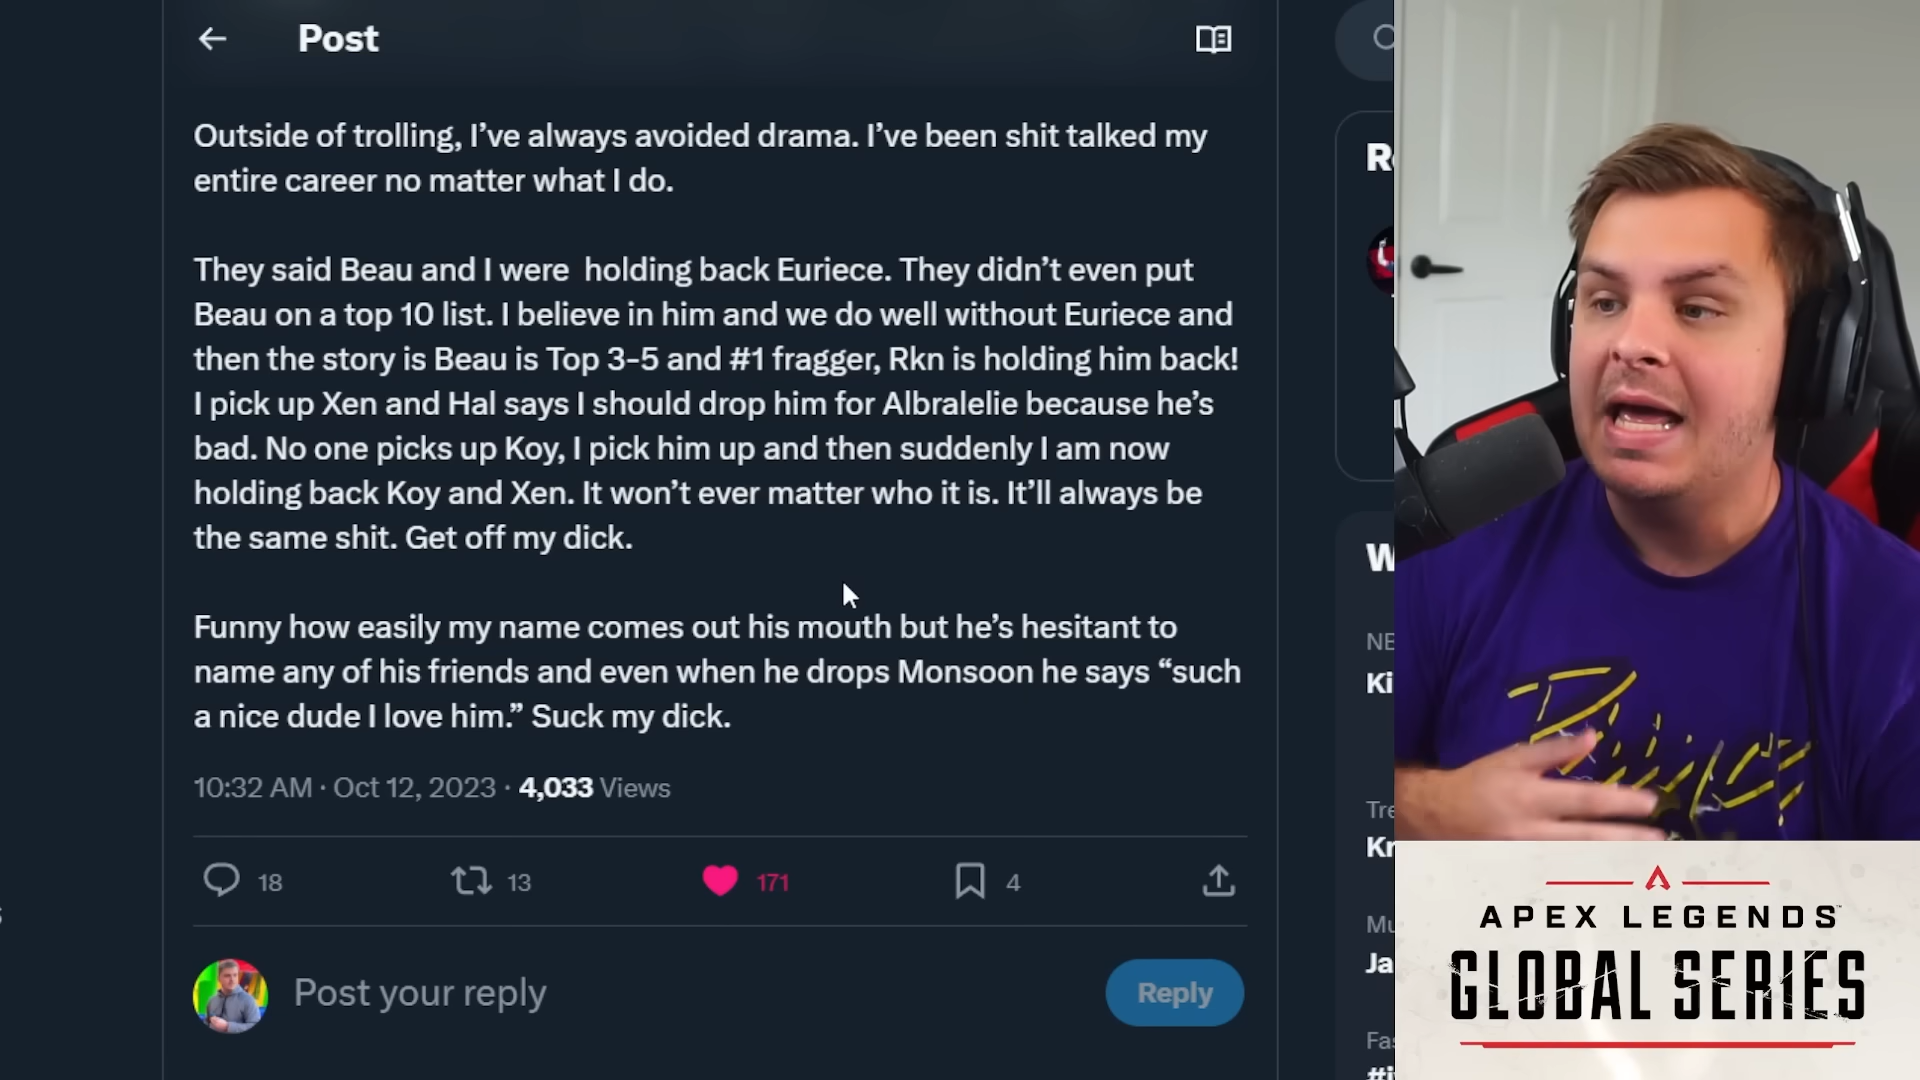 Post
Outside of trolling, I’ve always avoided drama. I’ve been shit talked my
entire career no matter what I do.
They said Beau and I were  holding back Euriece. They didn’t even put
Beau on a top 10 list. I believe in him and we do well without Euriece and
then the story is Beau is Top 3-5 and #1 fragger, Rkn is holding him back!
I pick up Xen and Hal says I should drop him for Albralelie because he’s
bad. No one picks up Koy, I pick him up and then suddenly I am now
holding back Koy and Xen. It won’t ever matter who it is. It’ll always be
the same shit. Get off my dick.
Funny how easily my name comes out his mouth but he’s hesitant to
name any of his friends and even when he drops Monsoon he says “such
a nice dude I love him.” Suck my dick.
10:32 AM · Oct 12, 2023 · 4,033 Views
18 13 171 4
Post your reply
Reply
NE
Ki
Tre
Kr
Mu
Ja
Fa
APEX LEGENDS™
GLOBAL SERIES